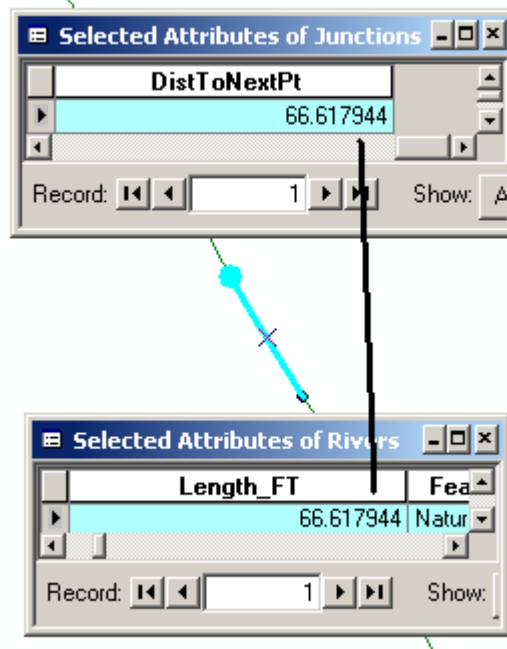 Selected Attributes of Junctions
DistToNextPt
66.617944
Record: 1 Show: A
Selected Attributes of Rivers
Length_FT Fea
66.617944 Natur
Record: 1 Show: